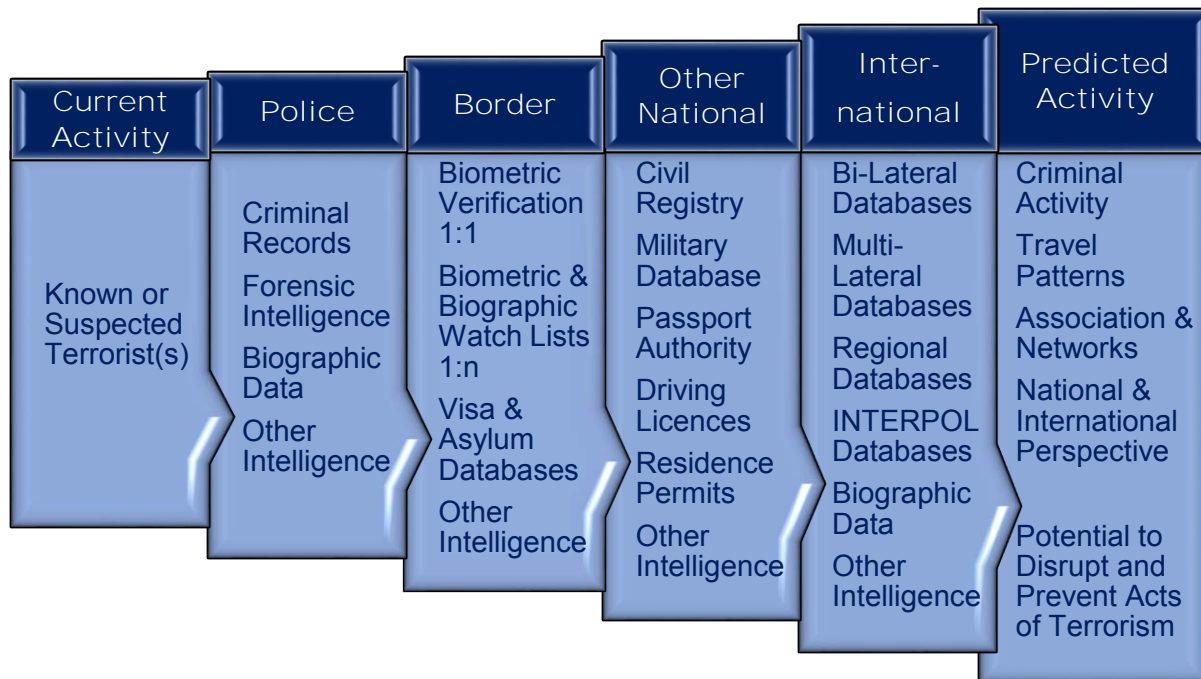 Current
Activity
Known or
Suspected
Terrorist(s)
Police
Criminal
Records
Forensic
Intelligence
Biographic
Data
Other
Intelligence
Border
Biometric
Verification
1:1
Biometric &
Biographic
Watch Lists
1:n
Visa &
Asylum
Databases
Other
Intelligence
Other
National
Civil
Registry
Military
Database
Passport
Authority
Driving
Licences
Residence
Permits
Other
Intelligence
Inter-
national
Bi-Lateral
Databases
Multi-
Lateral
Databases
Regional
Databases
INTERPOL
Databases
Biographic
Data
Other
Intelligence
Predicted
Activity
Criminal
Activity
Travel
Patterns
Association &
Networks
National &
International
Perspective
Potential to
Disrupt and
Prevent Acts
of Terrorism